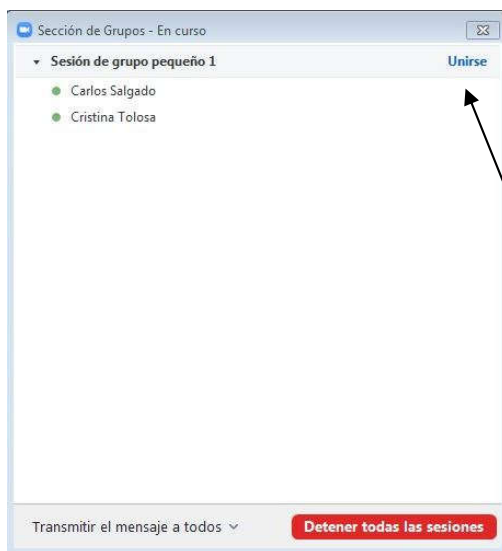 Sección de Grupos - En curso
Sesión de grupo pequeño 1 Unirse
Carlos Salgado
Cristina Tolosa
Transmitir el mensaje a todos Detener todas las sesiones